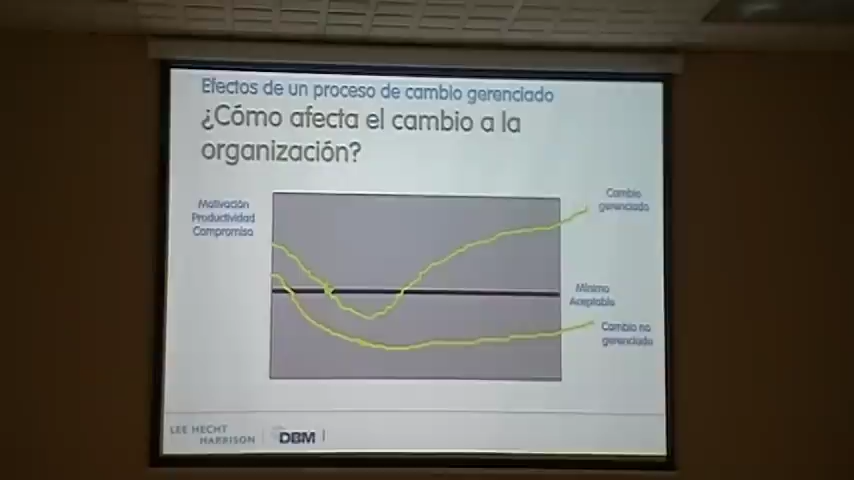 Efectos de un proceso de cambio gerenciado
¿Cómo afecta el cambio a la
organización?
Motivación
Productividad
Compromiso
Cambio
gerenciado
Mínimo
Aceptable
Cambio no
gerenciado
LEE HECHT
HARRISON
DBM